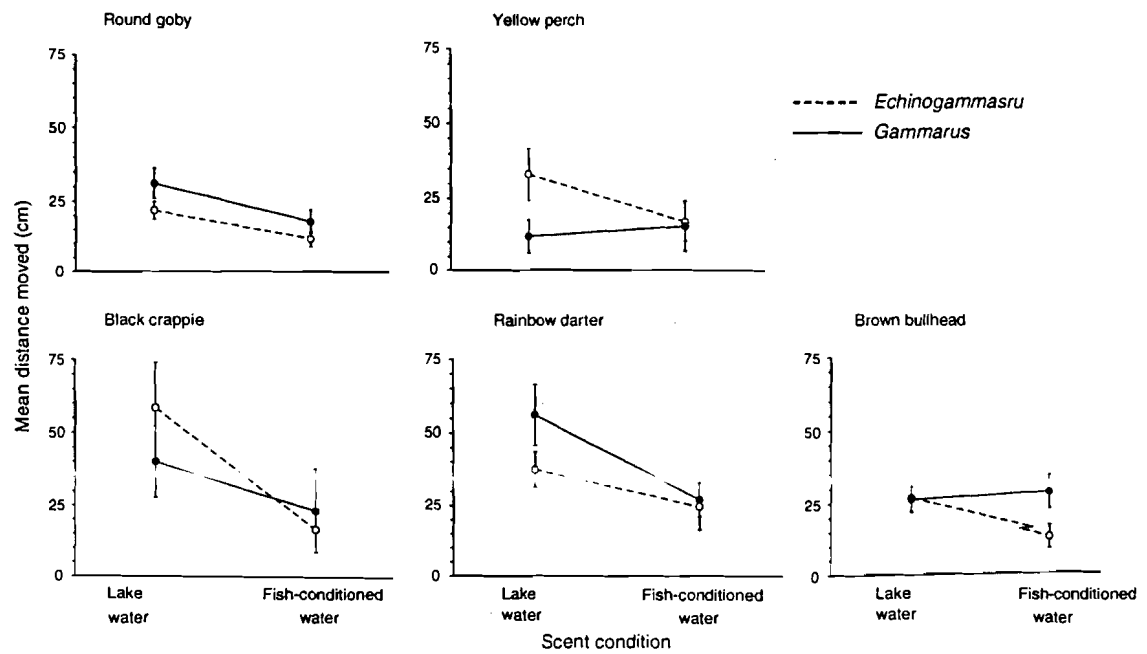 Round goby
Yellow perch
75
50
25
0
75
50
25
0
Echinogammasru
Gammarus
Mean distance moved (cm)
Black crappie
Rainbow darter
Brown bullhead
75
50
25
0
75
50
25
0
75
50
25
0
Lake
water
Fish-conditioned
water
Lake
water
Fish-conditioned
water
Lake
water
Fish-conditioned
water
Scent condition